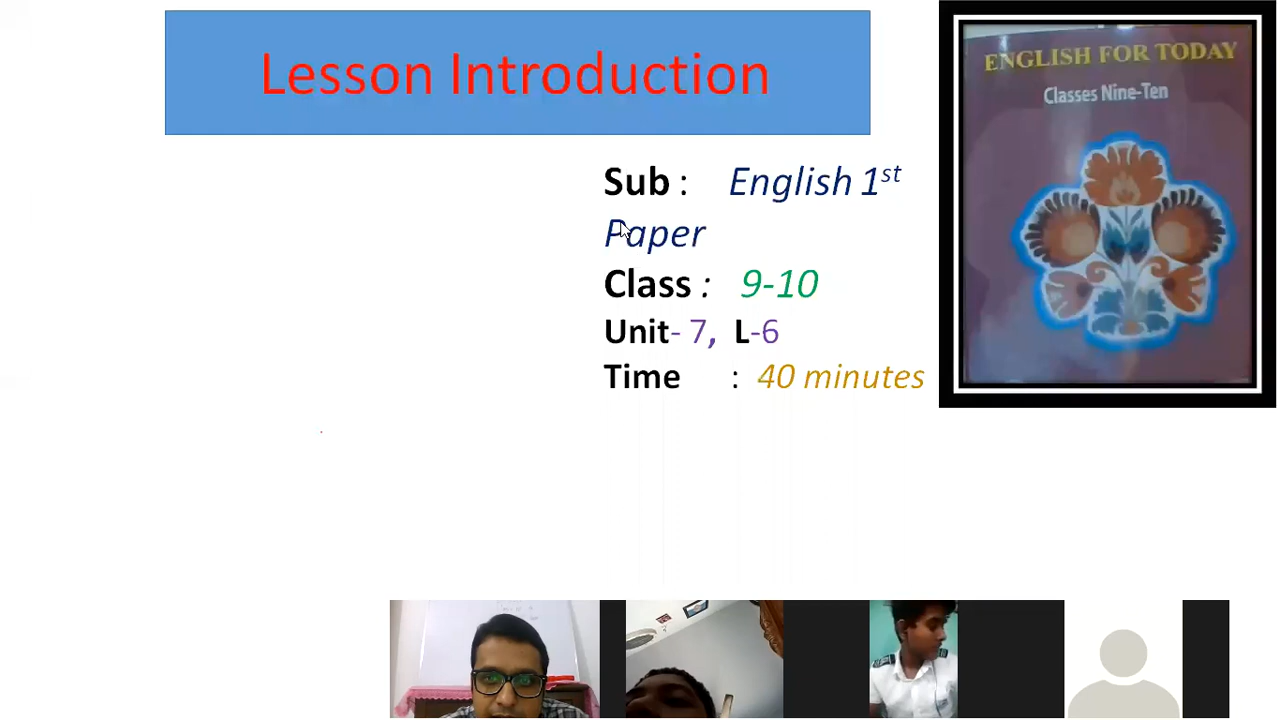 Lesson Introduction
ENGLISH FOR TODAY
Classes Nine-Ten
Sub : English 1st
Paper
Class : 9-10
Unit- 7, L-6
Time : 40 minutes